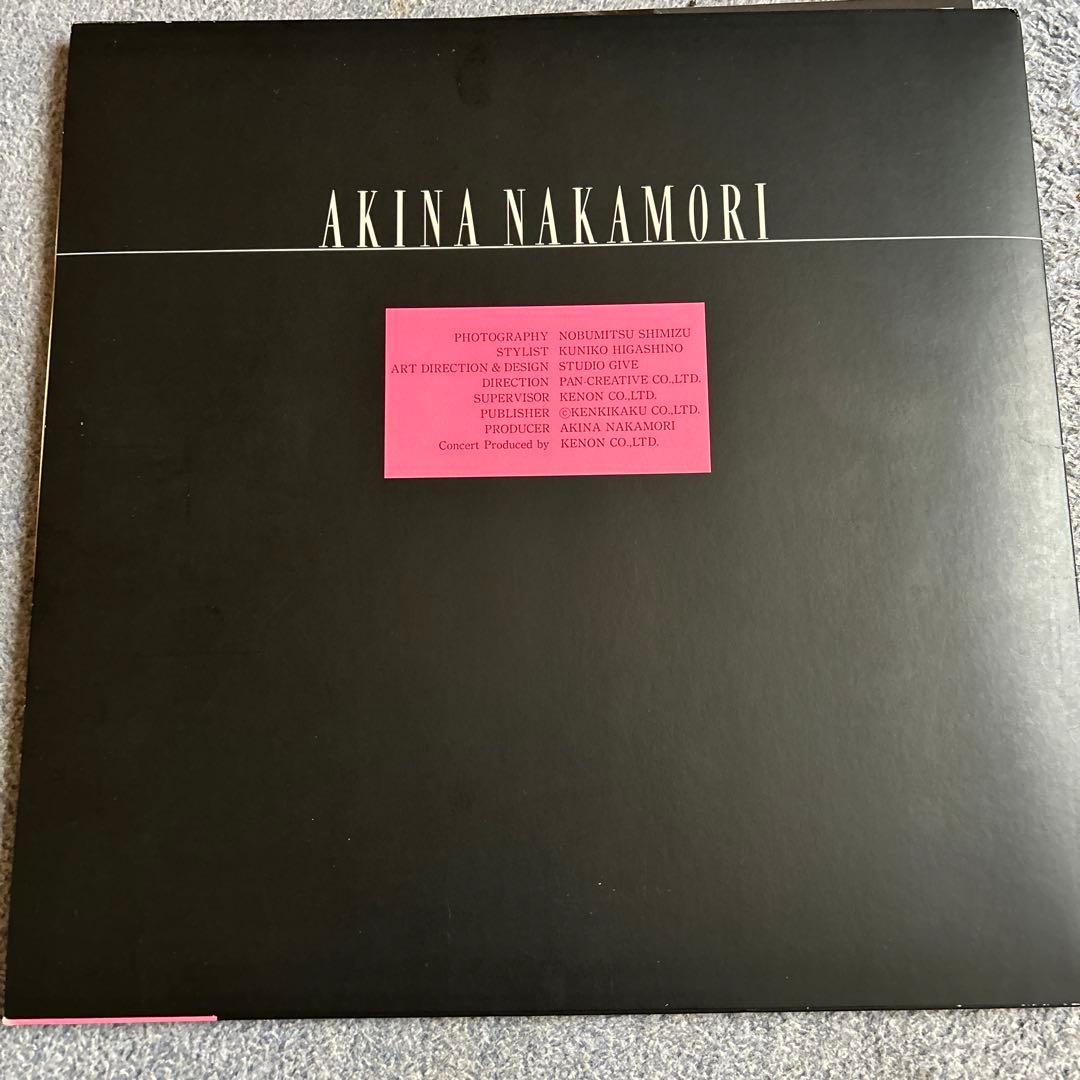 AKINA NAKAMORI
PHOTOGRAPHY NOBUMITSU SHIMIZU
STYLIST KUNIKO HIGASHINO
ART DIRECTION & DESIGN STUDIO GIVE
DIRECTION PAN-CREATIVE CO.,LTD.
SUPERVISOR KENON CO.,LTD.
PUBLISHER ©KENKIKAKU CO.,LTD.
PRODUCER AKINA NAKAMORI
Concert Produced by KENON CO.,LTD.